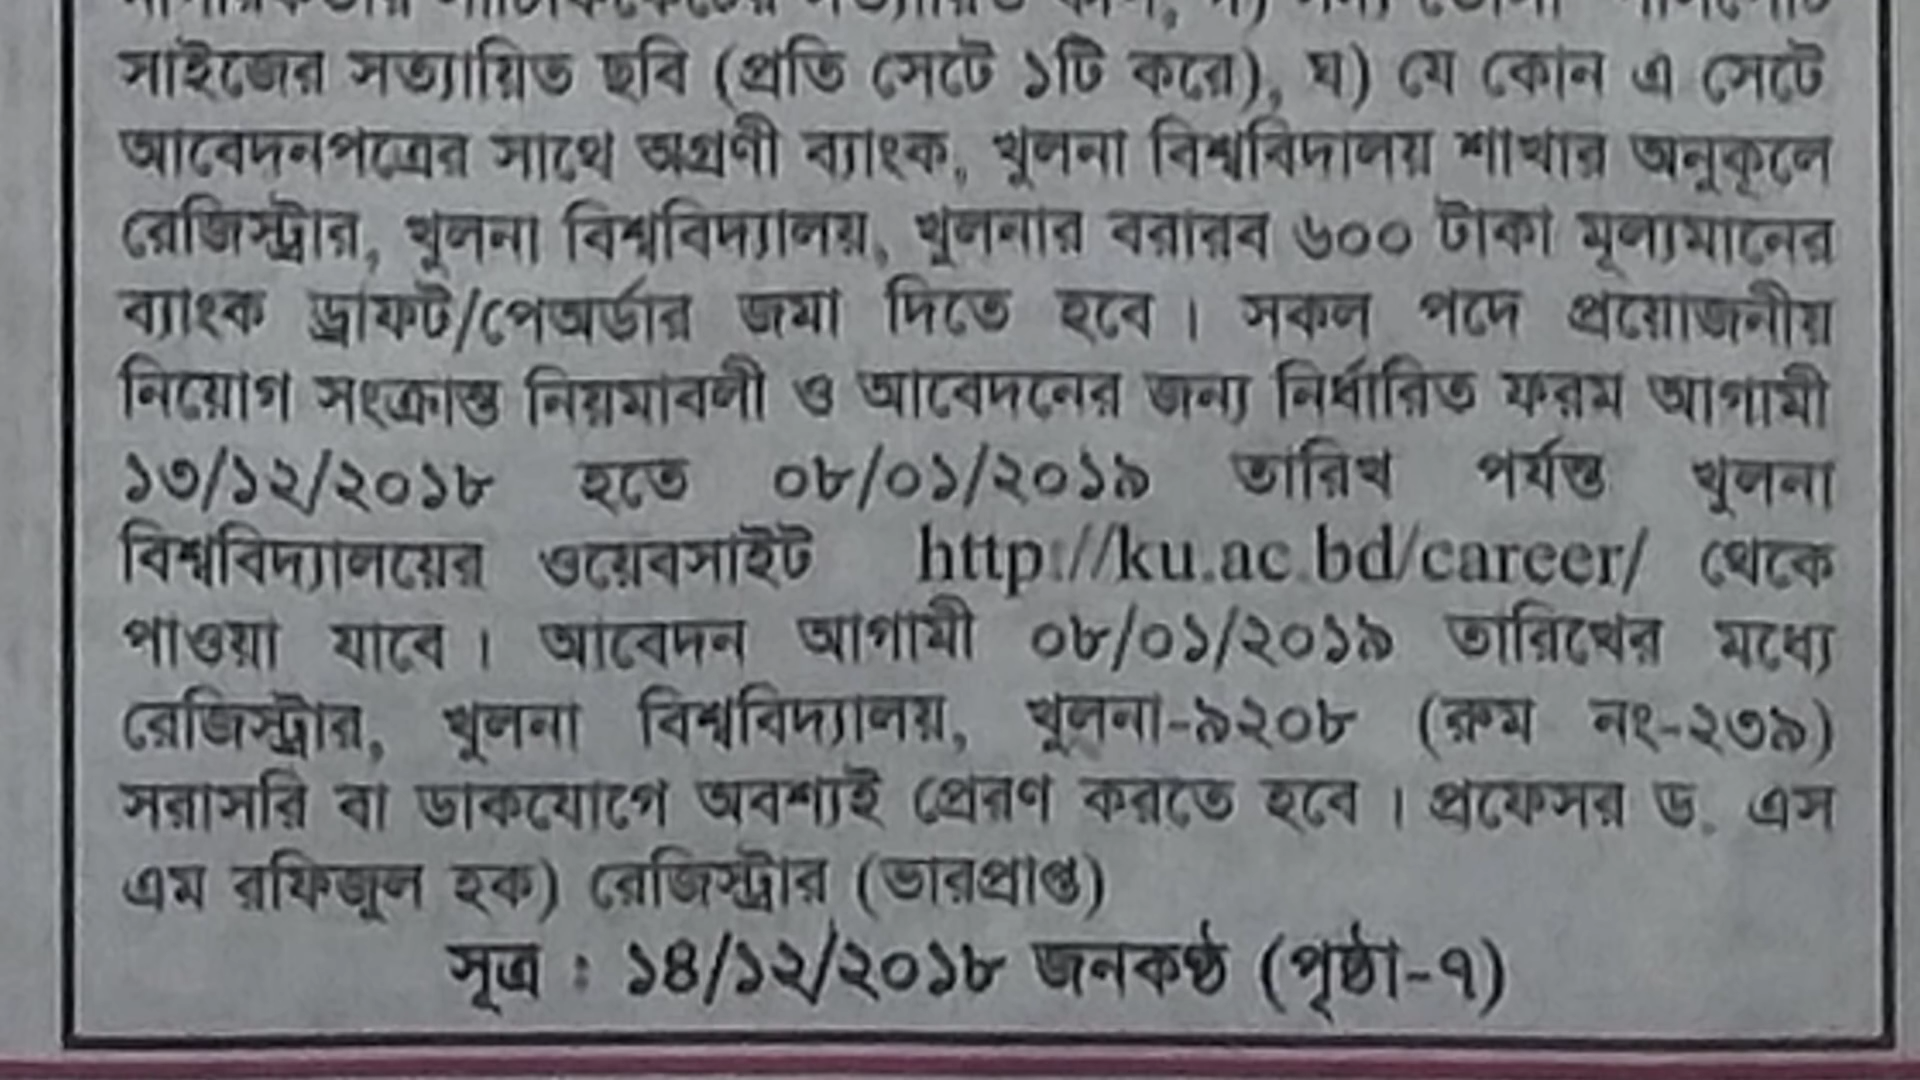 সাইজের সত্যায়িত ছবি (প্রতি সেটে ১টি করে), ঘ) যে কোন এ সেটে
আবেদনপত্রের সাথে অগ্রণী ব্যাংক, খুলনা বিশ্ববিদ্যালয় শাখার অনুকূলে
রেজিস্ট্রার, খুলনা বিশ্ববিদ্যালয়, খুলনার বরারব ৬০০ টাকা মূল্যমানের
ব্যাংক ড্রাফট/পেঅর্ডার জমা দিতে হবে। সকল পদে প্রয়োজনীয়
নিয়োগ সংক্রান্ত নিয়মাবলী ও আবেদনের জন্য নির্ধারিত ফরম আগামী
১৩/১২/২০১৮ হতে ০৮/০১/২০১৯ তারিখ পর্যন্ত খুলনা
বিশ্ববিদ্যালয়ের ওয়েবসাইট http://ku.ac.bd/career/ থেকে
পাওয়া যাবে। আবেদন আগামী ০৮/০১/২০১৯ তারিখের মধ্যে
রেজিস্ট্রার, খুলনা বিশ্ববিদ্যালয়, খুলনা-৯২০৮ (রুম নং-২৩৯)
সরাসরি বা ডাকযোগে অবশ্যই প্রেরণ করতে হবে। প্রফেসর ড. এস
এম রফিজুল হক) রেজিস্ট্রার (ভারপ্রাপ্ত)
সূত্র : ১৪/১২/২০১৮ জনকণ্ঠ (পৃষ্ঠা-৭)